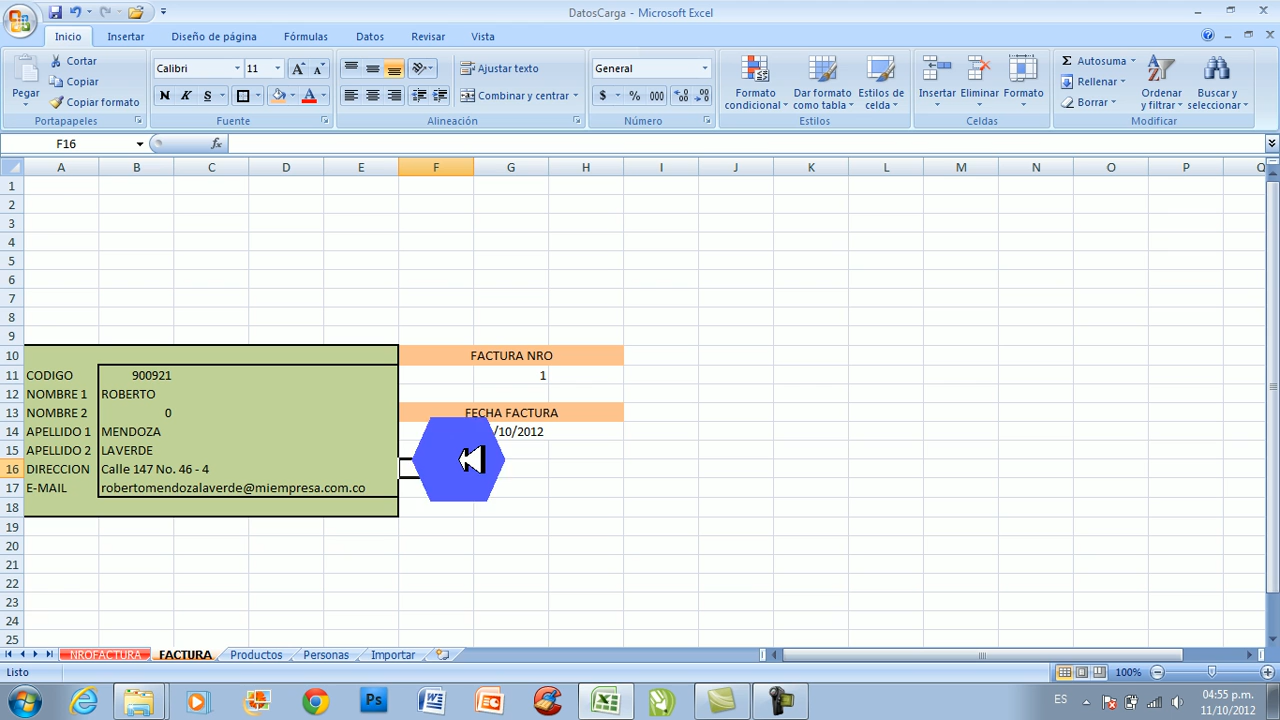 DatosCarga - Microsoft Excel
Inicio Insertar Diseño de página Fórmulas Datos Revisar Vista
Pegar
Cortar
Copiar
Copiar formato
Portapapeles
Calibri 11
N K S
Fuente
Ajustar texto
Combinar y centrar
Alineación
General
$ % 000
Número
Formato condicional
Dar formato como tabla
Estilos de celda
Estilos
Insertar
Eliminar
Formato
Celdas
Autosuma
Rellenar
Borrar
Ordenar y filtrar
Buscar y seleccionar
Modificar
F16
A B C D E F G H I J K L M N O P Q
1
2
3
4
5
6
7
8
9
10 FACTURA NRO
11 CODIGO 900921 1
12 NOMBRE 1 ROBERTO
13 NOMBRE 2 0 FECHA FACTURA
14 APELLIDO 1 MENDOZA /10/2012
15 APELLIDO 2 LAVERDE
16 DIRECCION Calle 147 No. 46 - 4
17 E-MAIL robertomendozalaverde@miempresa.com.co
18
19
20
21
22
23
24
25
NROFACTURA FACTURA Productos Personas Importar
Listo 100%
ES 04:55 p.m.
11/10/2012